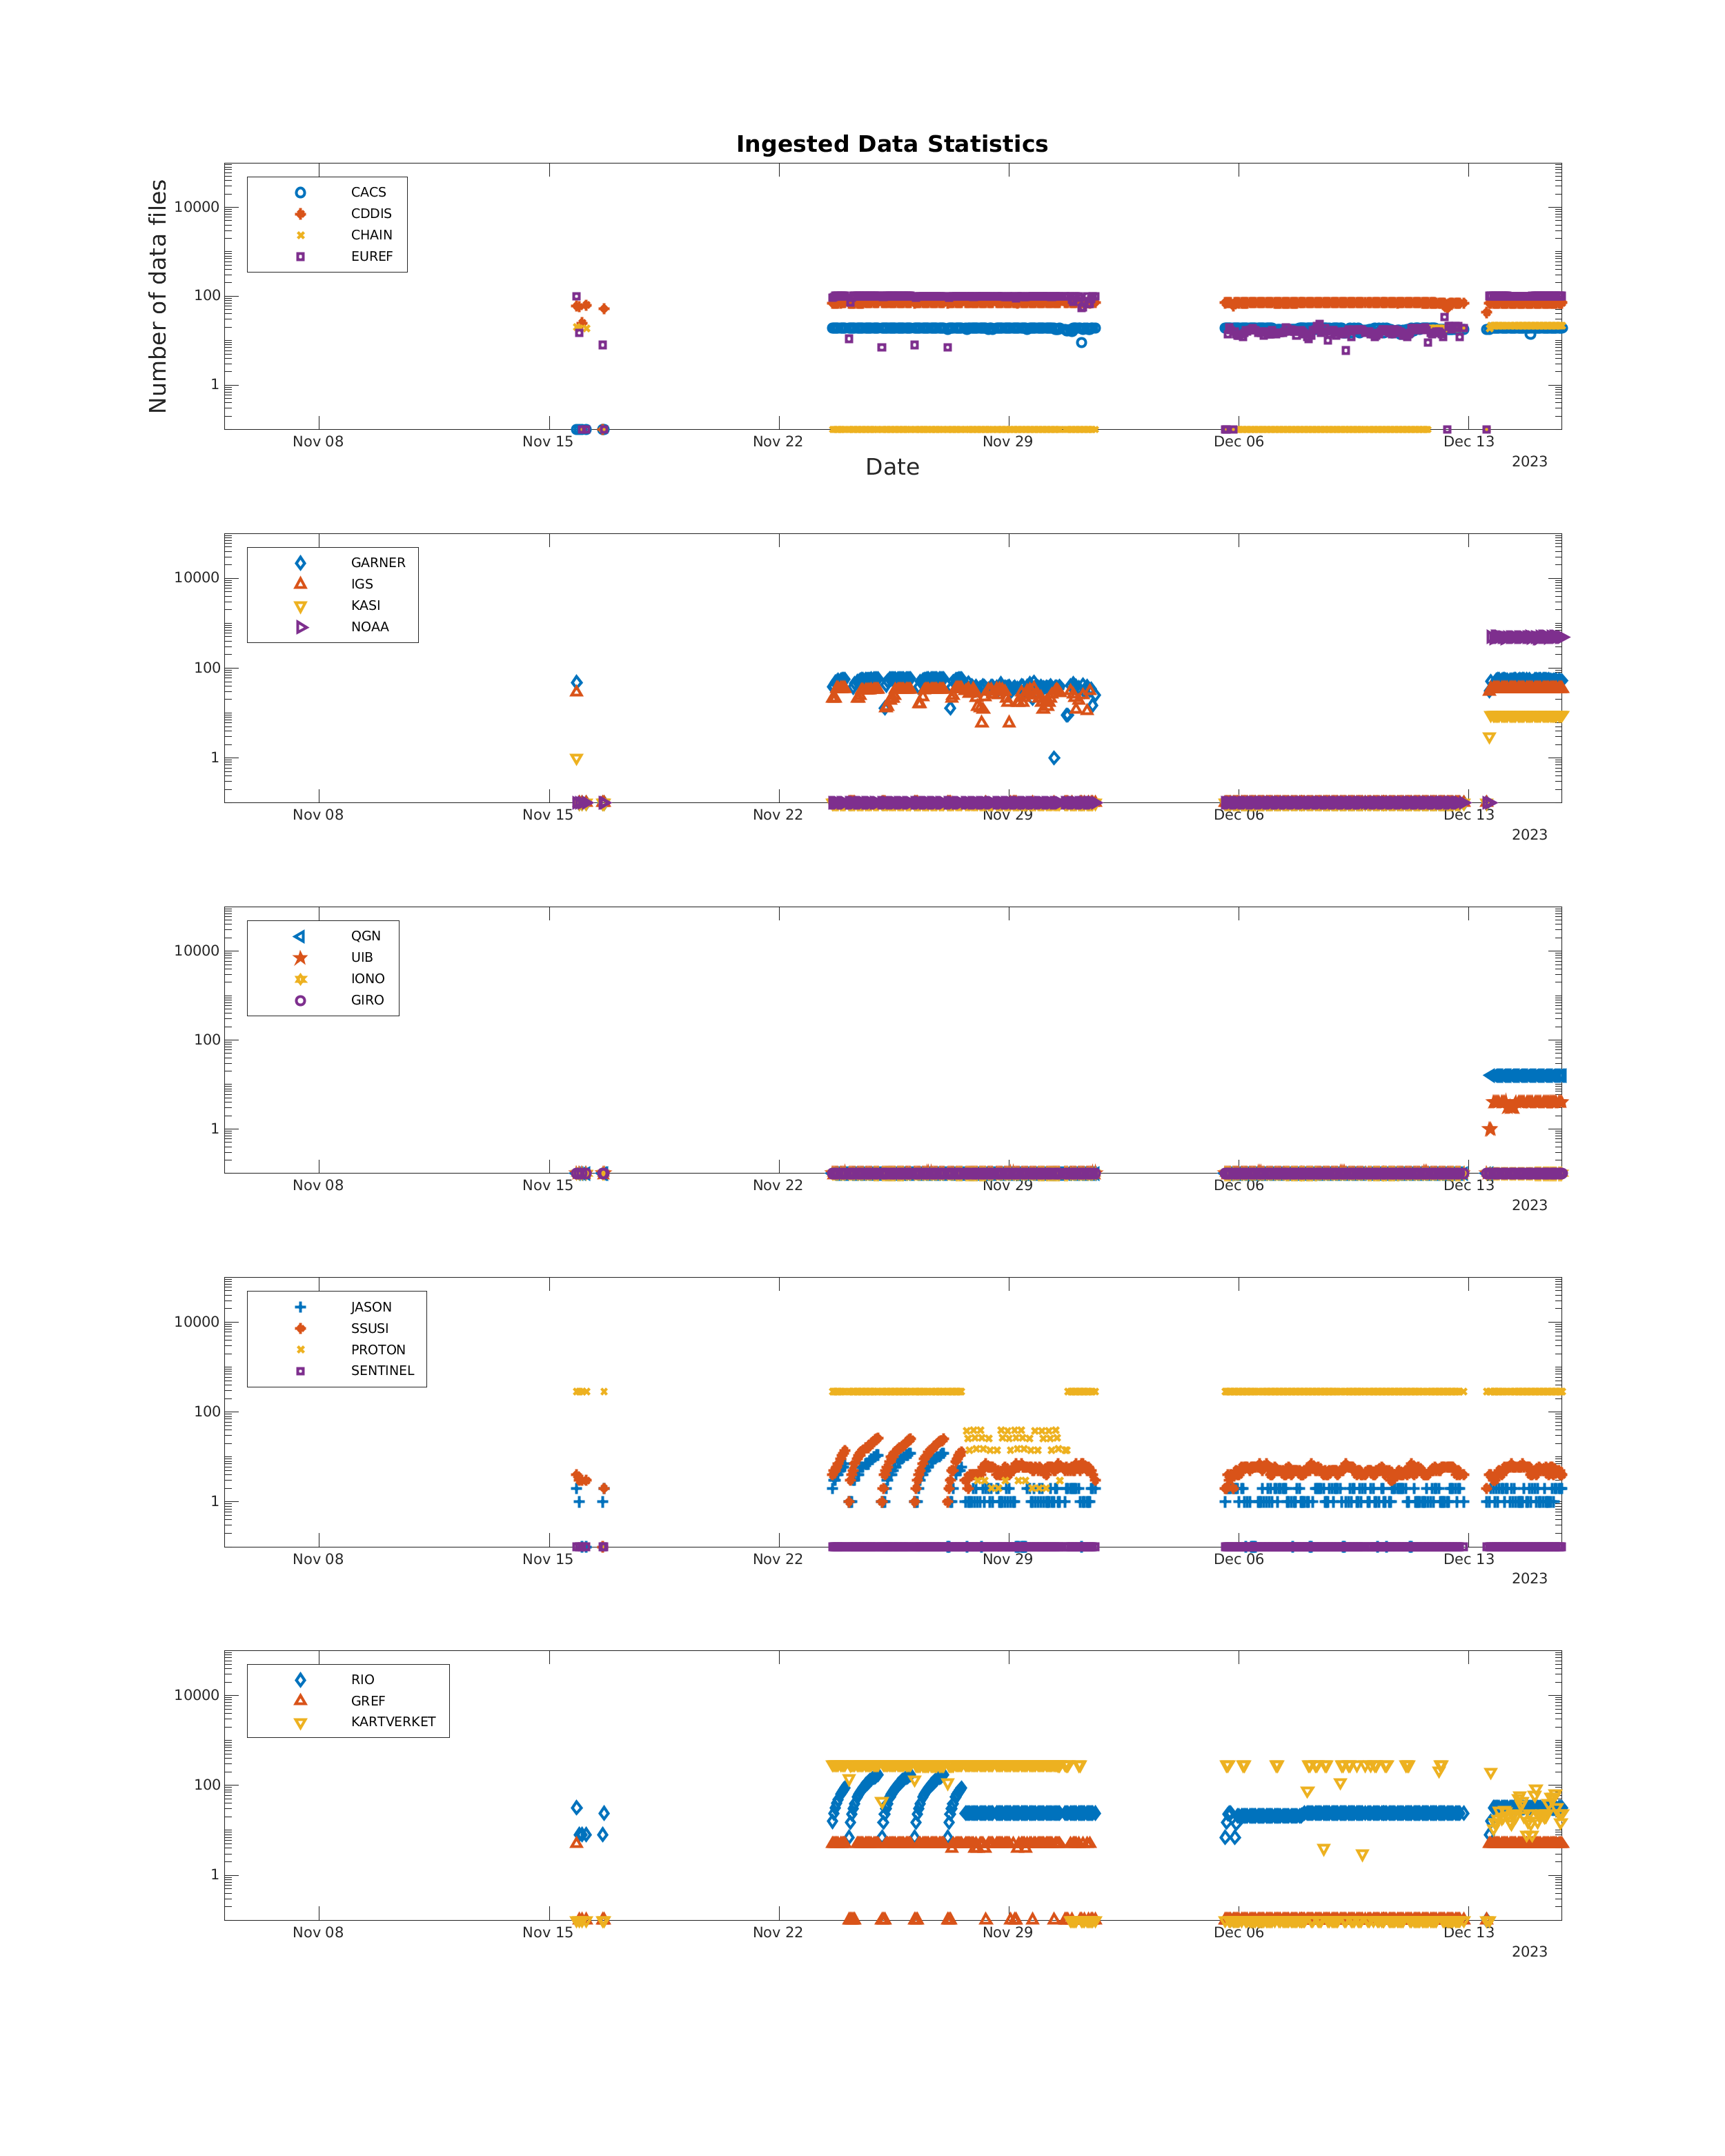 Ingested Data Statistics
Number of data files
10000
100
1
CACS
CDDIS
CHAIN
EUREF
Nov 08 Nov 15 Nov 22 Nov 29 Dec 06 Dec 13
2023
Date
10000
100
1
GARNER
IGS
KASI
NOAA
Nov 08 Nov 15 Nov 22 Nov 29 Dec 06 Dec 13
2023
10000
100
1
QGN
UIB
IONO
GIRO
Nov 08 Nov 15 Nov 22 Nov 29 Dec 06 Dec 13
2023
10000
100
1
JASON
SSUSI
PROTON
SENTINEL
Nov 08 Nov 15 Nov 22 Nov 29 Dec 06 Dec 13
2023
10000
100
1
RIO
GREF
KARTVERKET
Nov 08 Nov 15 Nov 22 Nov 29 Dec 06 Dec 13
2023